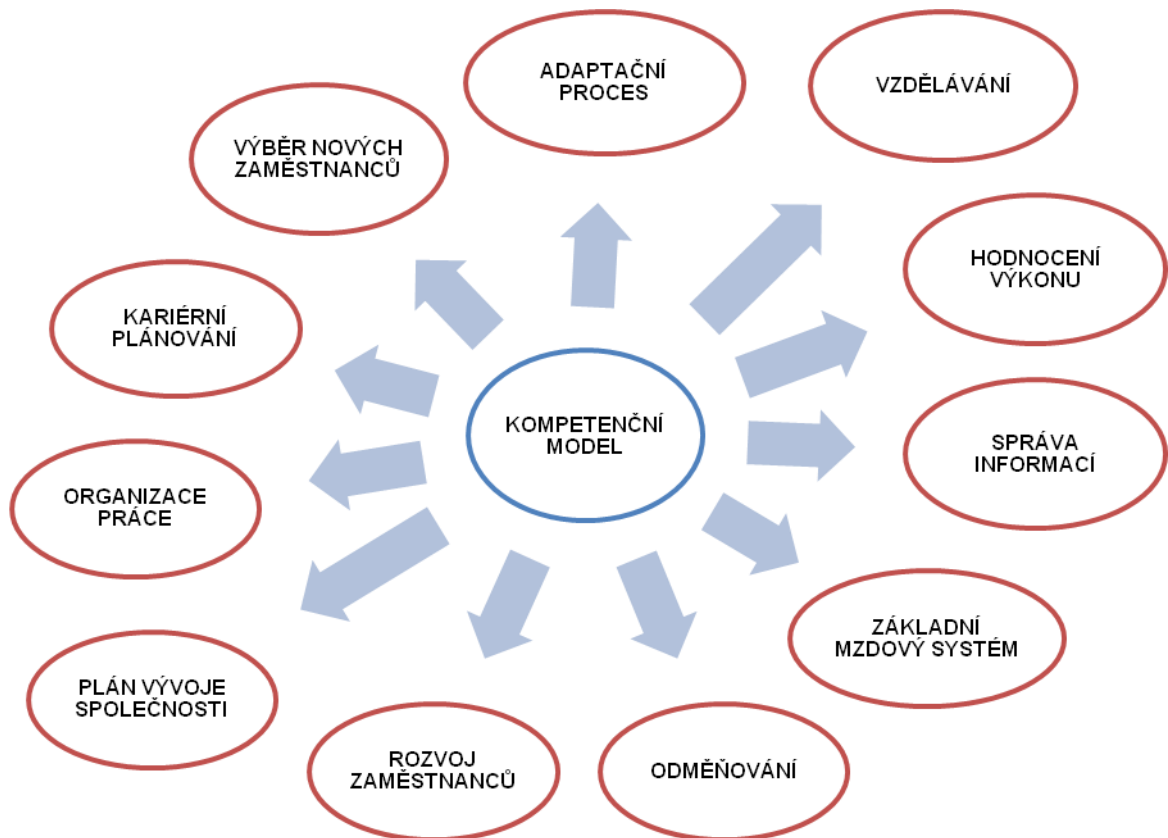 ADAPTAČNÍ
PROCES
VZDĚLÁVÁNÍ
VÝBĚR NOVÝCH
ZAMĚSTNANCŮ
HODNOCENÍ
VÝKONU
KARIÉRNÍ
PLÁNOVÁNÍ
KOMPETENČNÍ
MODEL
SPRÁVA
INFORMACÍ
ORGANIZACE
PRÁCE
ZÁKLADNÍ
MZDOVÝ SYSTÉM
PLÁN VÝVOJE
SPOLEČNOSTI
ROZVOJ
ZAMĚSTNANCŮ
ODMĚŇOVÁNÍ